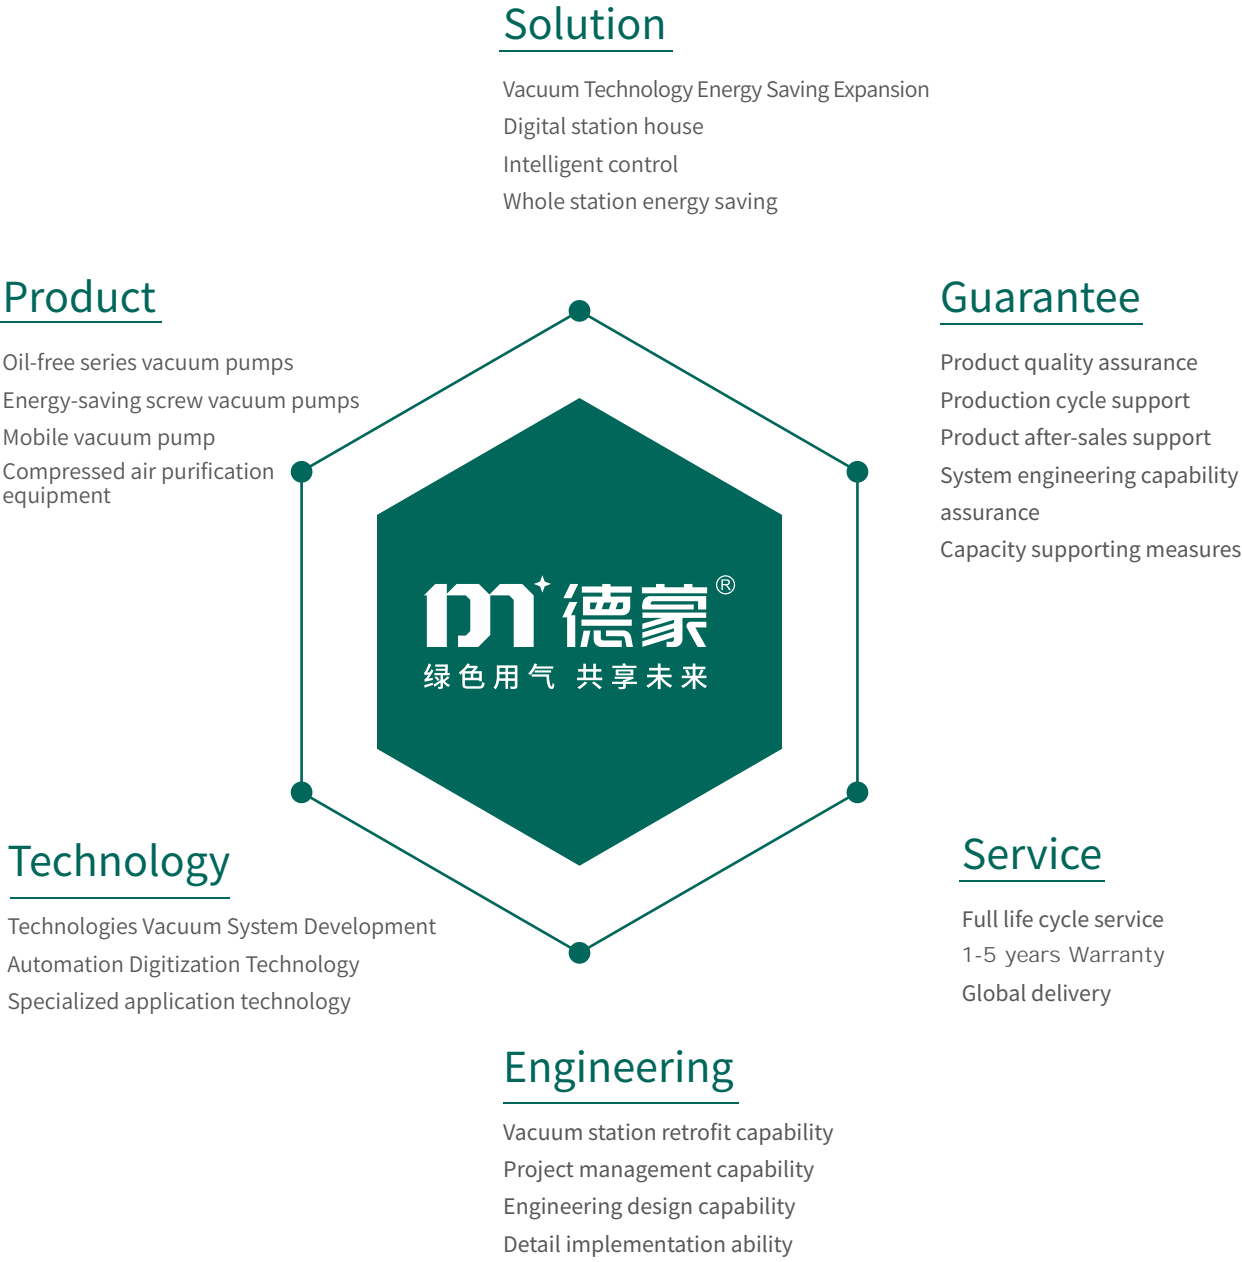 Solution
Vacuum Technology Energy Saving Expansion
Digital station house
Intelligent control
Whole station energy saving
Product
Oil-free series vacuum pumps
Energy-saving screw vacuum pumps
Mobile vacuum pump
Compressed air purification
equipment
Guarantee
Product quality assurance
Production cycle support
Product after-sales support
System engineering capability
assurance
Capacity supporting measures
m 德蒙®
绿色用气 共享未来
Technology
Technologies Vacuum System Development
Automation Digitization Technology
Specialized application technology
Service
Full life cycle service
1-5 years Warranty
Global delivery
Engineering
Vacuum station retrofit capability
Project management capability
Engineering design capability
Detail implementation ability